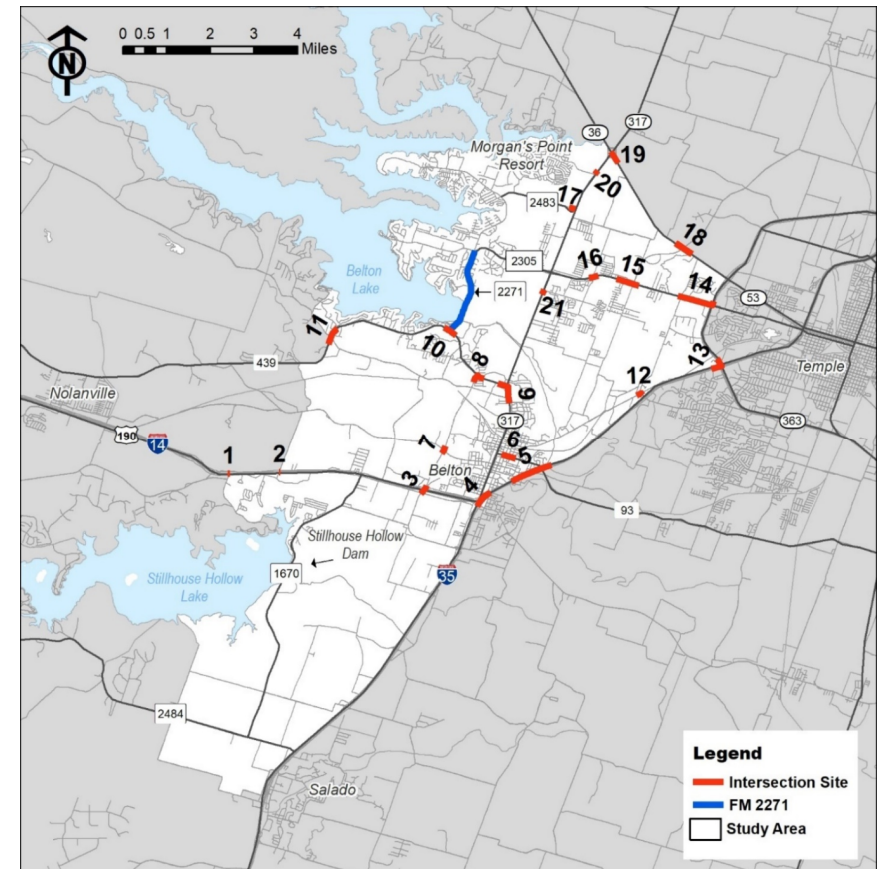 0 0.5 1 2 3 4
Miles
N
36
317
19
Morgan's Point
Resort
20
17
2483
18
2305
16
15
Belton
Lake
2271
14
53
21
11
10
13
439
8
Temple
Nolanville
9
12
190
14
317
363
7
6
1
2
Belton
5
3
4
93
Stillhouse Hollow
Dam
Stillhouse Hollow
Lake
1670
35
2484
Salado
Legend
Intersection Site
FM 2271
Study Area